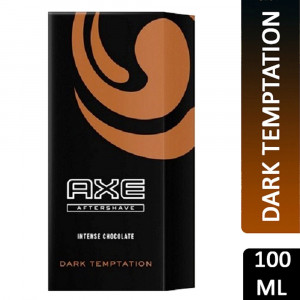 AXE
AFTERSHAVE
INTENSE CHOCOLATE
DARK TEMPTATION
DARK TEMPTATION
100
ML